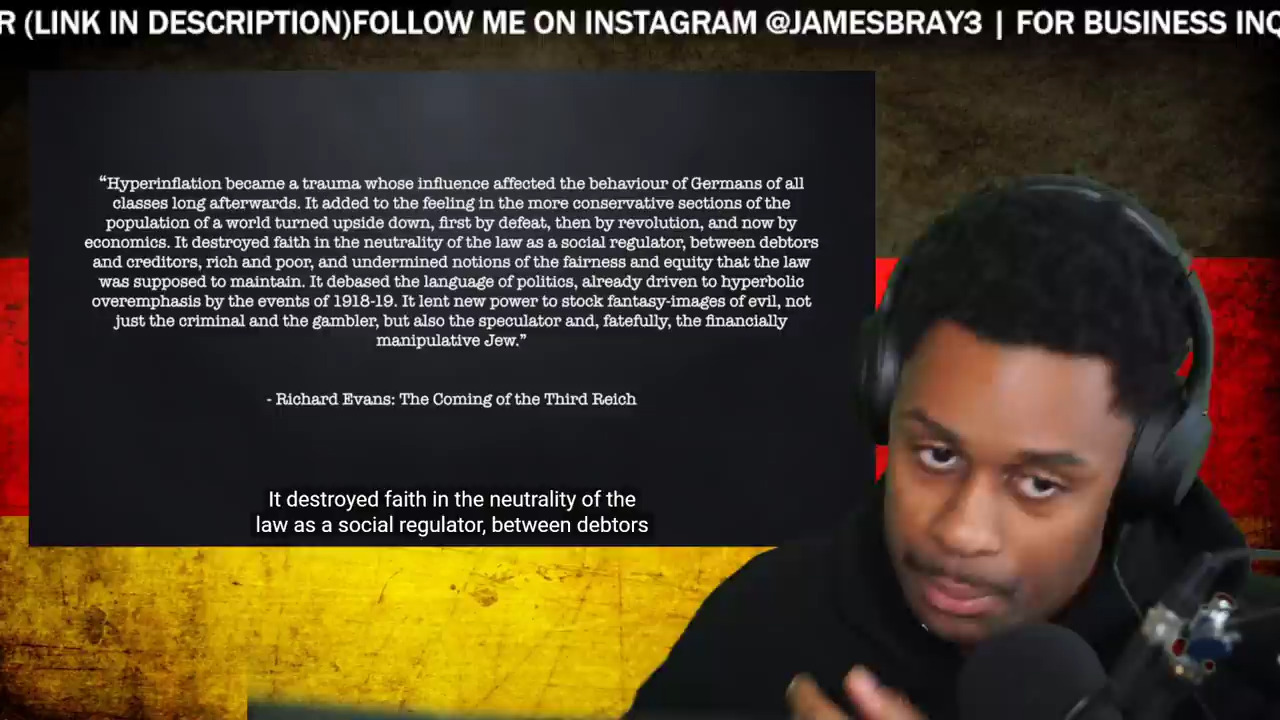 R (LINK IN DESCRIPTION)FOLLOW ME ON INSTAGRAM @JAMESBRAY3 | FOR BUSINESS INQ
“Hyperinflation became a trauma whose influence affected the behaviour of Germans of all
classes long afterwards. It added to the feeling in the more conservative sections of the
population of a world turned upside down, first by defeat, then by revolution, and now by
economics. It destroyed faith in the neutrality of the law as a social regulator, between debtors
and creditors, rich and poor, and undermined notions of the fairness and equity that the law
was supposed to maintain. It debased the language of politics, already driven to hyperbolic
overemphasis by the events of 1918-19. It lent new power to stock fantasy-images of evil, not
just the criminal and the gambler, but also the speculator and, fatefully, the financially
manipulative Jew.”
- Richard Evans: The Coming of the Third Reich
It destroyed faith in the neutrality of the
law as a social regulator, between debtors